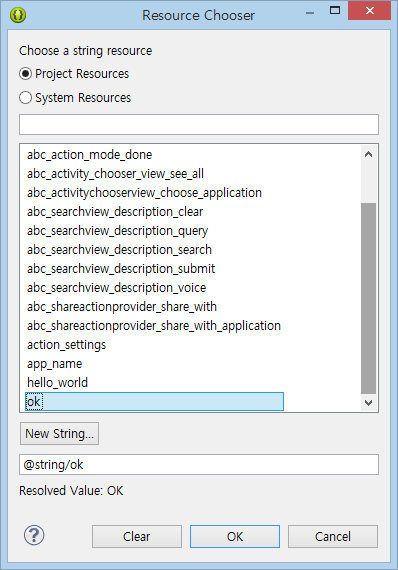 Resource Chooser
Choose a string resource
Project Resources
System Resources
abc_action_mode_done
abc_activity_chooser_view_see_all
abc_activitychooserview_choose_application
abc_searchview_description_clear
abc_searchview_description_query
abc_searchview_description_search
abc_searchview_description_submit
abc_searchview_description_voice
abc_shareactionprovider_share_with
abc_shareactionprovider_share_with_application
action_settings
app_name
hello_world
ok
New String...
@string/ok
Resolved Value: OK
? Clear OK Cancel